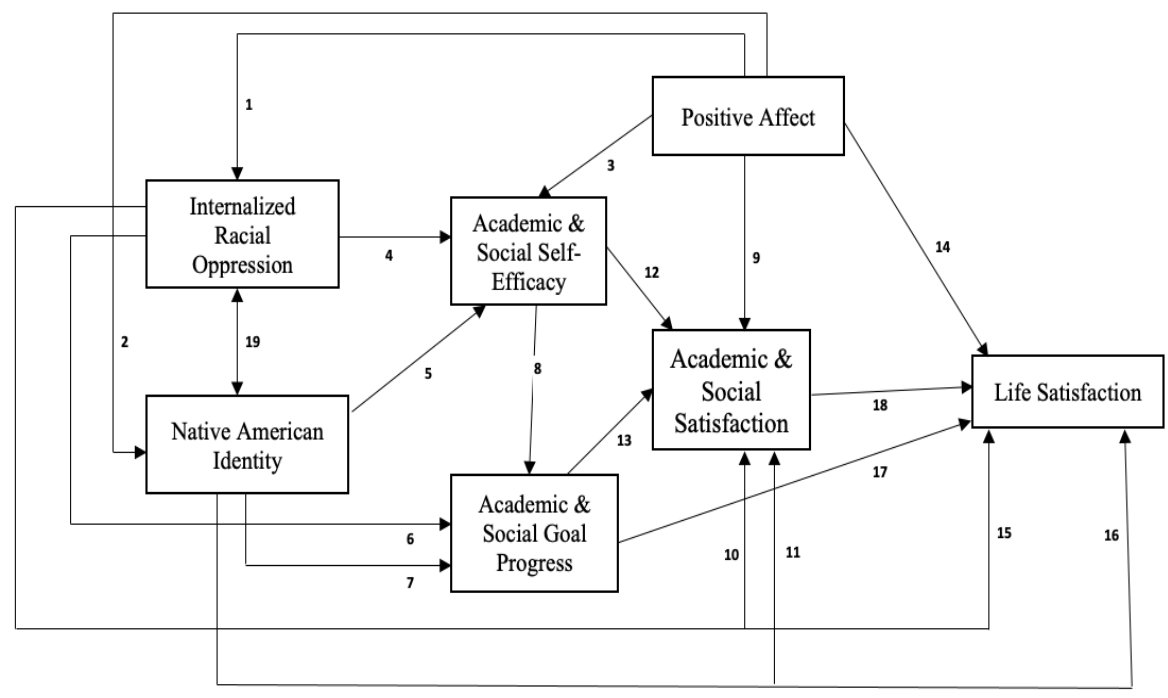 Positive Affect
1
3
Internalized
Racial
Oppression
Academic &
Social Self-
Efficacy
4
12
9
14
2
19
5
8
Academic &
Social
Satisfaction
Life Satisfaction
18
Native American
Identity
13
17
Academic &
Social Goal
Progress
6
7
10
11
15
16